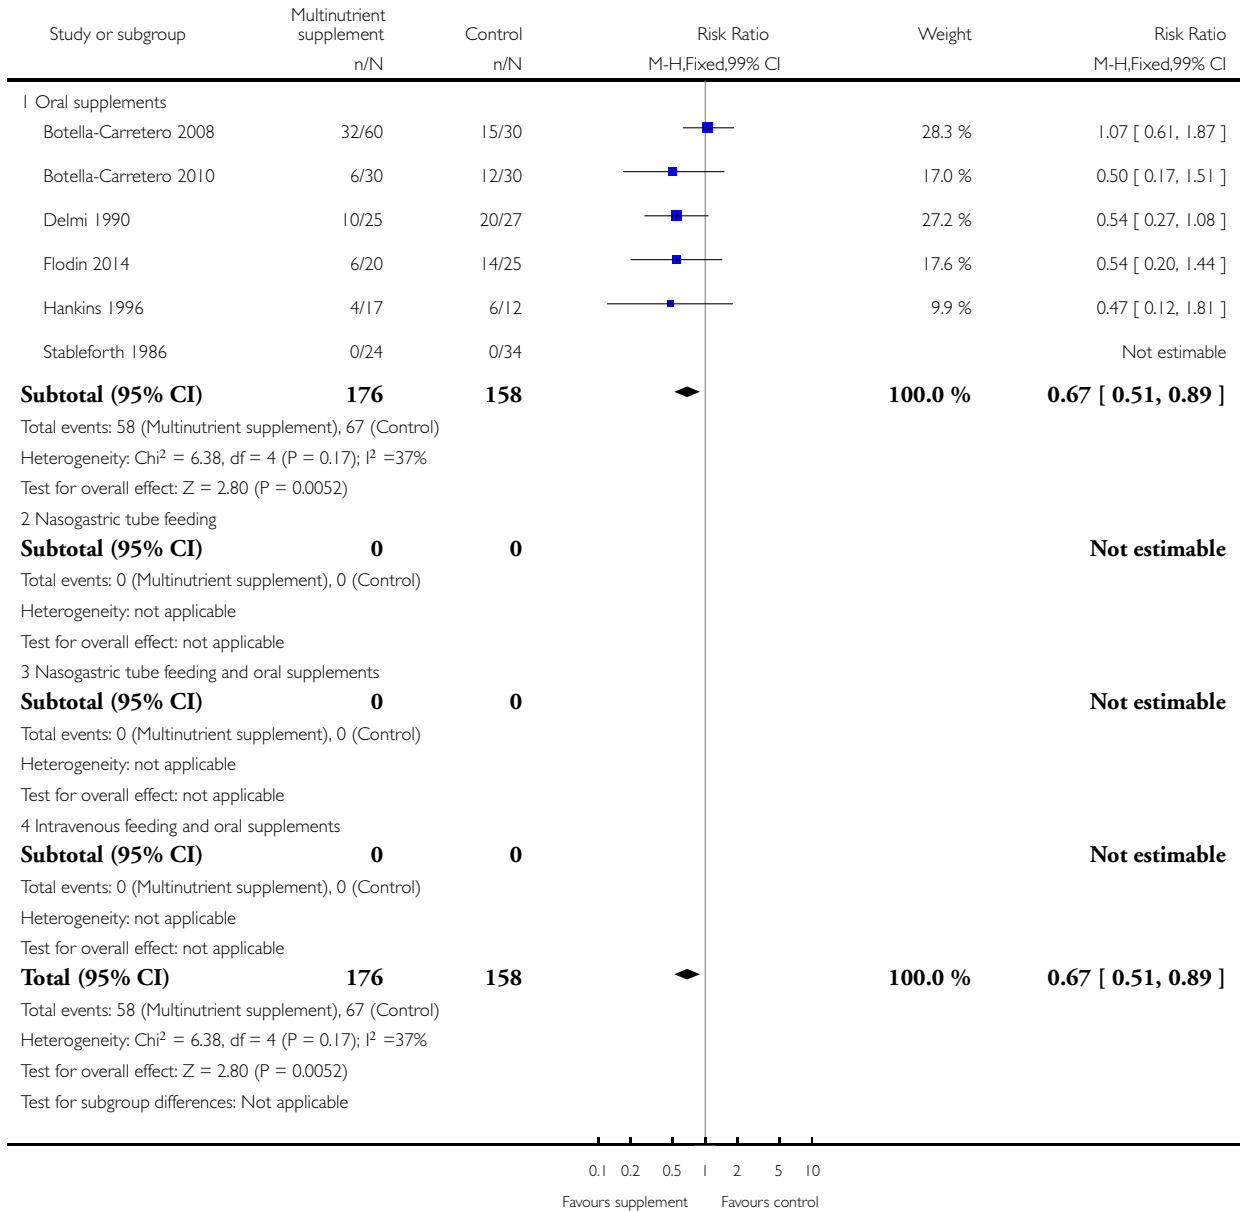 Study or subgroup Multinutrient supplement Control Risk Ratio Weight Risk Ratio
n/N n/N M-H,Fixed,99% CI M-H,Fixed,99% CI
1 Oral supplements
Botella-Carretero 2008 32/60 15/30 28.3 % 1.07 [ 0.61, 1.87 ]
Botella-Carretero 2010 6/30 12/30 17.0 % 0.50 [ 0.17, 1.51 ]
Delmi 1990 10/25 20/27 27.2 % 0.54 [ 0.27, 1.08 ]
Flodin 2014 6/20 14/25 17.6 % 0.54 [ 0.20, 1.44 ]
Hankins 1996 4/17 6/12 9.9 % 0.47 [ 0.12, 1.81 ]
Stableforth 1986 0/24 0/34 Not estimable
Subtotal (95% CI) 176 158 100.0 % 0.67 [ 0.51, 0.89 ]
Total events: 58 (Multinutrient supplement), 67 (Control)
Heterogeneity: Chi² = 6.38, df = 4 (P = 0.17); I² =37%
Test for overall effect: Z = 2.80 (P = 0.0052)
2 Nasogastric tube feeding
Subtotal (95% CI) 0 0 Not estimable
Total events: 0 (Multinutrient supplement), 0 (Control)
Heterogeneity: not applicable
Test for overall effect: not applicable
3 Nasogastric tube feeding and oral supplements
Subtotal (95% CI) 0 0 Not estimable
Total events: 0 (Multinutrient supplement), 0 (Control)
Heterogeneity: not applicable
Test for overall effect: not applicable
4 Intravenous feeding and oral supplements
Subtotal (95% CI) 0 0 Not estimable
Total events: 0 (Multinutrient supplement), 0 (Control)
Heterogeneity: not applicable
Test for overall effect: not applicable
Total (95% CI) 176 158 100.0 % 0.67 [ 0.51, 0.89 ]
Total events: 58 (Multinutrient supplement), 67 (Control)
Heterogeneity: Chi² = 6.38, df = 4 (P = 0.17); I² =37%
Test for overall effect: Z = 2.80 (P = 0.0052)
Test for subgroup differences: Not applicable
0.1 0.2 0.5 1 2 5 10
Favours supplement Favours control